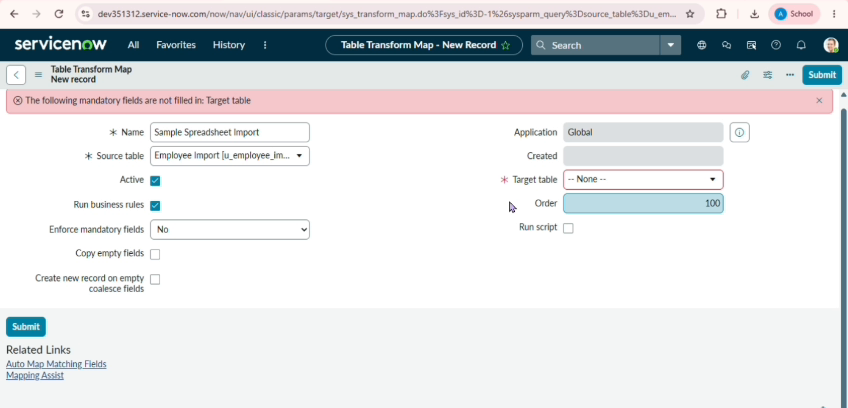 dev351312.service-now.com/now/nav/ui/classic/params/target/sys_transform_map.do%3Fsys_id%3D-1%26sysparm_query%3Dsource_table%3Du_em...
A School
servicenow All Favorites History Table Transform Map - New Record Search
Table Transform Map
New record
Submit
The following mandatory fields are not filled in: Target table
Name Sample Spreadsheet Import Application Global
Source table Employee Import [u_employee_im... Created
Active Target table -- None --
Run business rules Order 100
Enforce mandatory fields No Run script
Copy empty fields
Create new record on empty
coalesce fields
Submit
Related Links
Auto Map Matching Fields
Mapping Assist